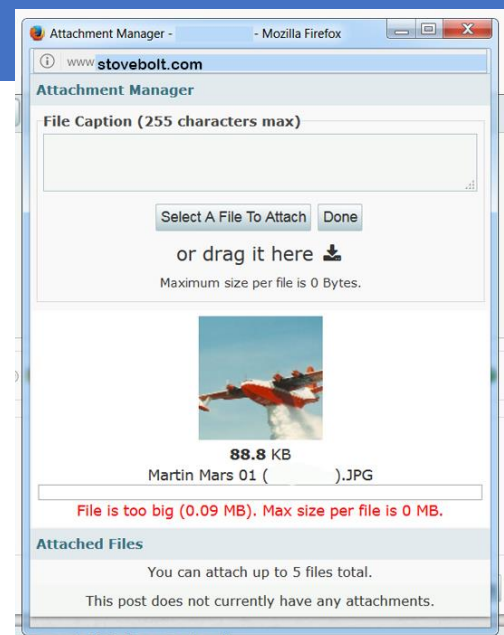 Attachment Manager - - Mozilla Firefox
www stovebolt.com
Attachment Manager
File Caption (255 characters max)
Select A File To Attach Done
or drag it here
Maximum size per file is 0 Bytes.
88.8 KB
Martin Mars 01 ( ).JPG
File is too big (0.09 MB). Max size per file is 0 MB.
Attached Files
You can attach up to 5 files total.
This post does not currently have any attachments.